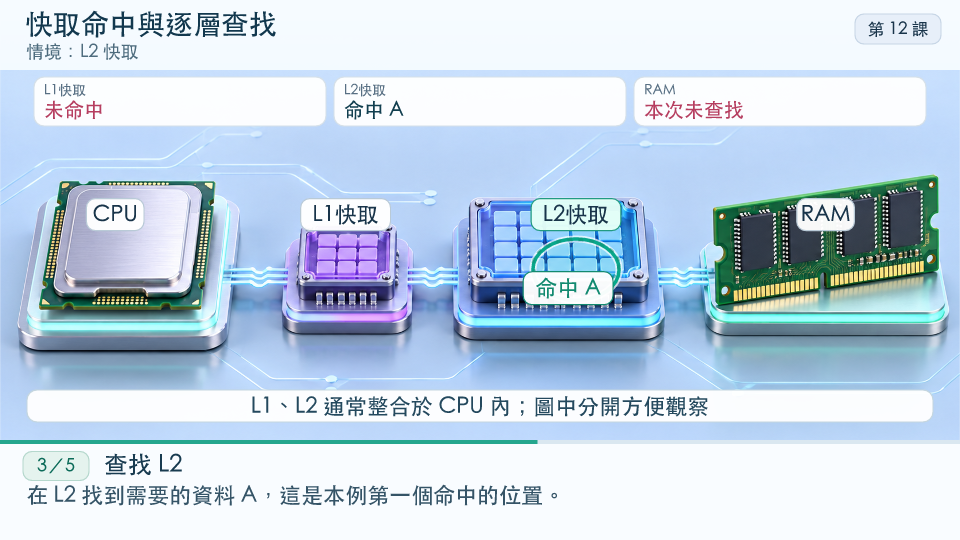 快取命中與逐層查找
情境：L2 快取
第 12 課
L1快取
未命中
L2快取
命中 A
RAM
本次未查找
CPU
L1快取
L2快取
RAM
命中 A
L1、L2 通常整合於 CPU 內；圖中分開方便觀察
3／5
查找 L2
在 L2 找到需要的資料 A，這是本例第一個命中的位置。